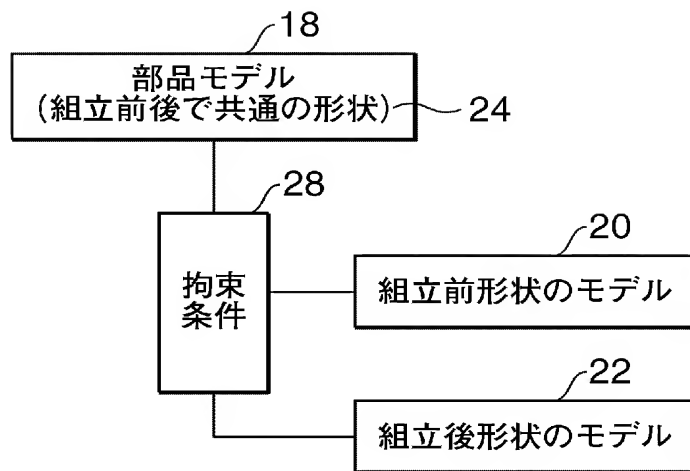 18
部品モデル
(組立前後で共通の形状)
24
28
拘束
条件
20
組立前形状のモデル
22
組立後形状のモデル